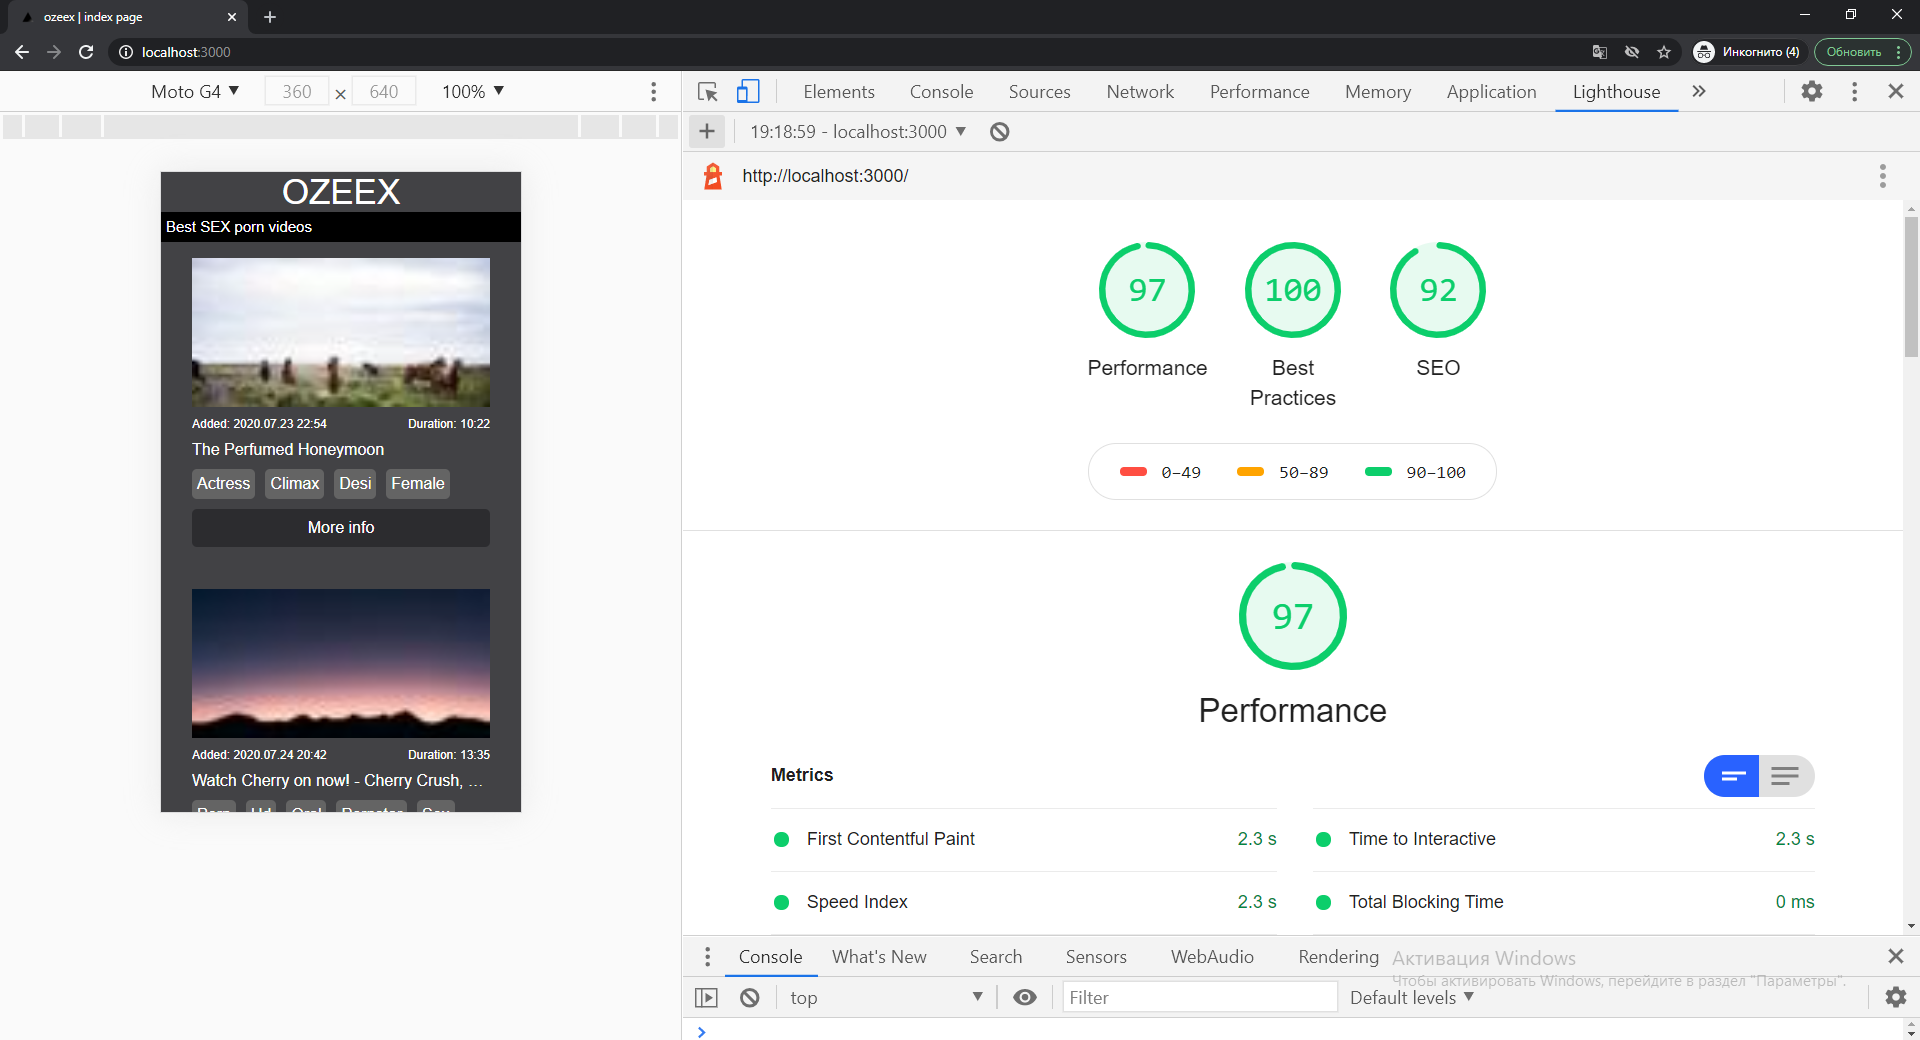 ozeex | index page
localhost:3000
Инкогнито (4)
Обновить
Moto G4
360 × 640
100%
Elements
Console
Sources
Network
Performance
Memory
Application
Lighthouse
19:18:59 - localhost:3000
http://localhost:3000/
OZEEX
Best SEX porn videos
Added: 2020.07.23 22:54
Duration: 10:22
The Perfumed Honeymoon
Actress
Climax
Desi
Female
More info
Added: 2020.07.24 20:42
Duration: 13:35
Watch Cherry on now! - Cherry Crush, ...
97
100
92
Performance
Best
Practices
SEO
0–49
50–89
90–100
97
Performance
Metrics
First Contentful Paint
2.3 s
Time to Interactive
2.3 s
Speed Index
2.3 s
Total Blocking Time
0 ms
Console
What's New
Search
Sensors
WebAudio
Rendering
Активация Windows
Чтобы активировать Windows, перейдите в раздел "Параметры".
top
Filter
Default levels